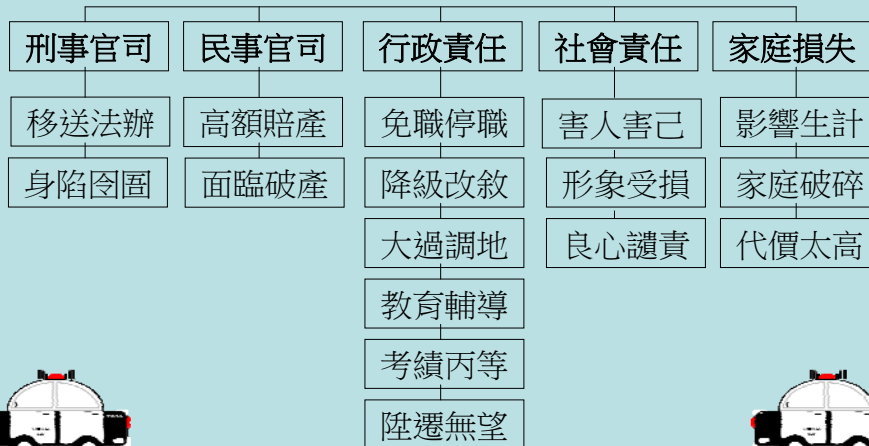 刑事官司
民事官司
行政責任
社會責任
家庭損失
移送法辦
高額賠產
免職停職
害人害己
影響生計
身陷囹圄
面臨破產
降級改敘
形象受損
家庭破碎
大過調地
良心譴責
代價太高
教育輔導
考績丙等
陞遷無望